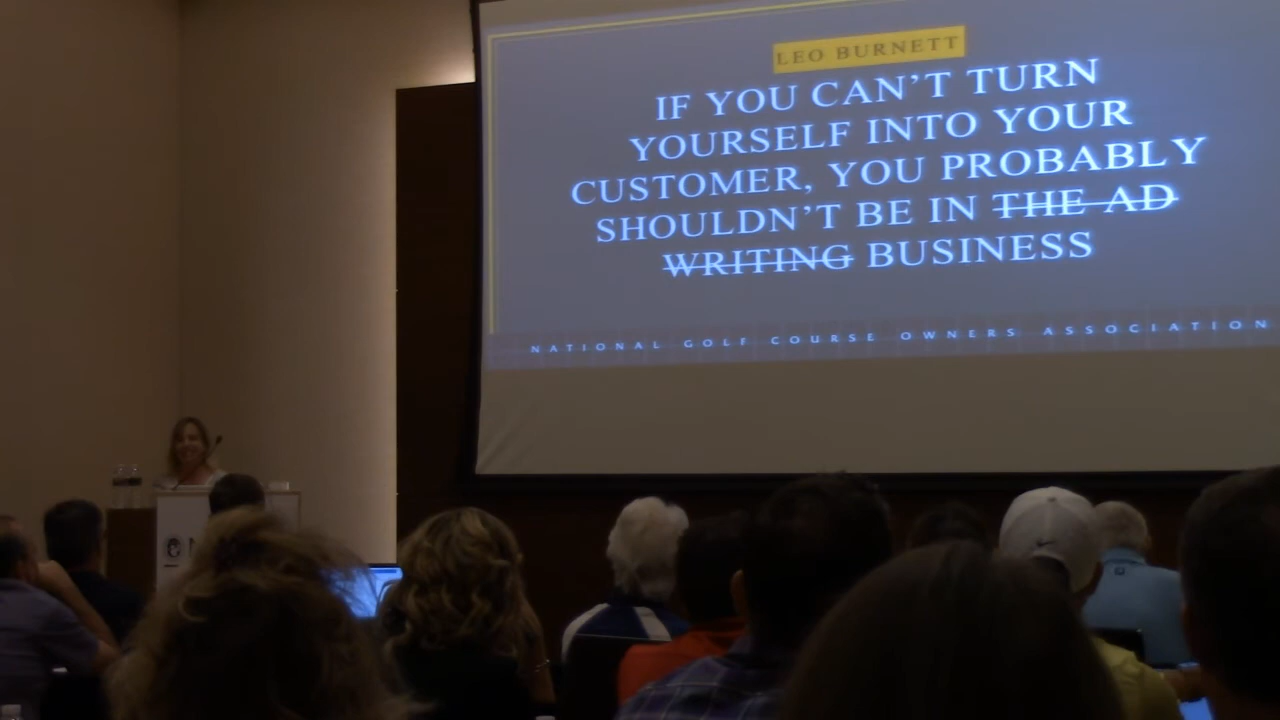 LEO BURNETT
IF YOU CAN'T TURN
YOURSELF INTO YOUR
CUSTOMER, YOU PROBABLY
SHOULDN'T BE IN THE AD
WRITING BUSINESS
NATIONAL GOLF COURSE OWNERS ASSOCIATION